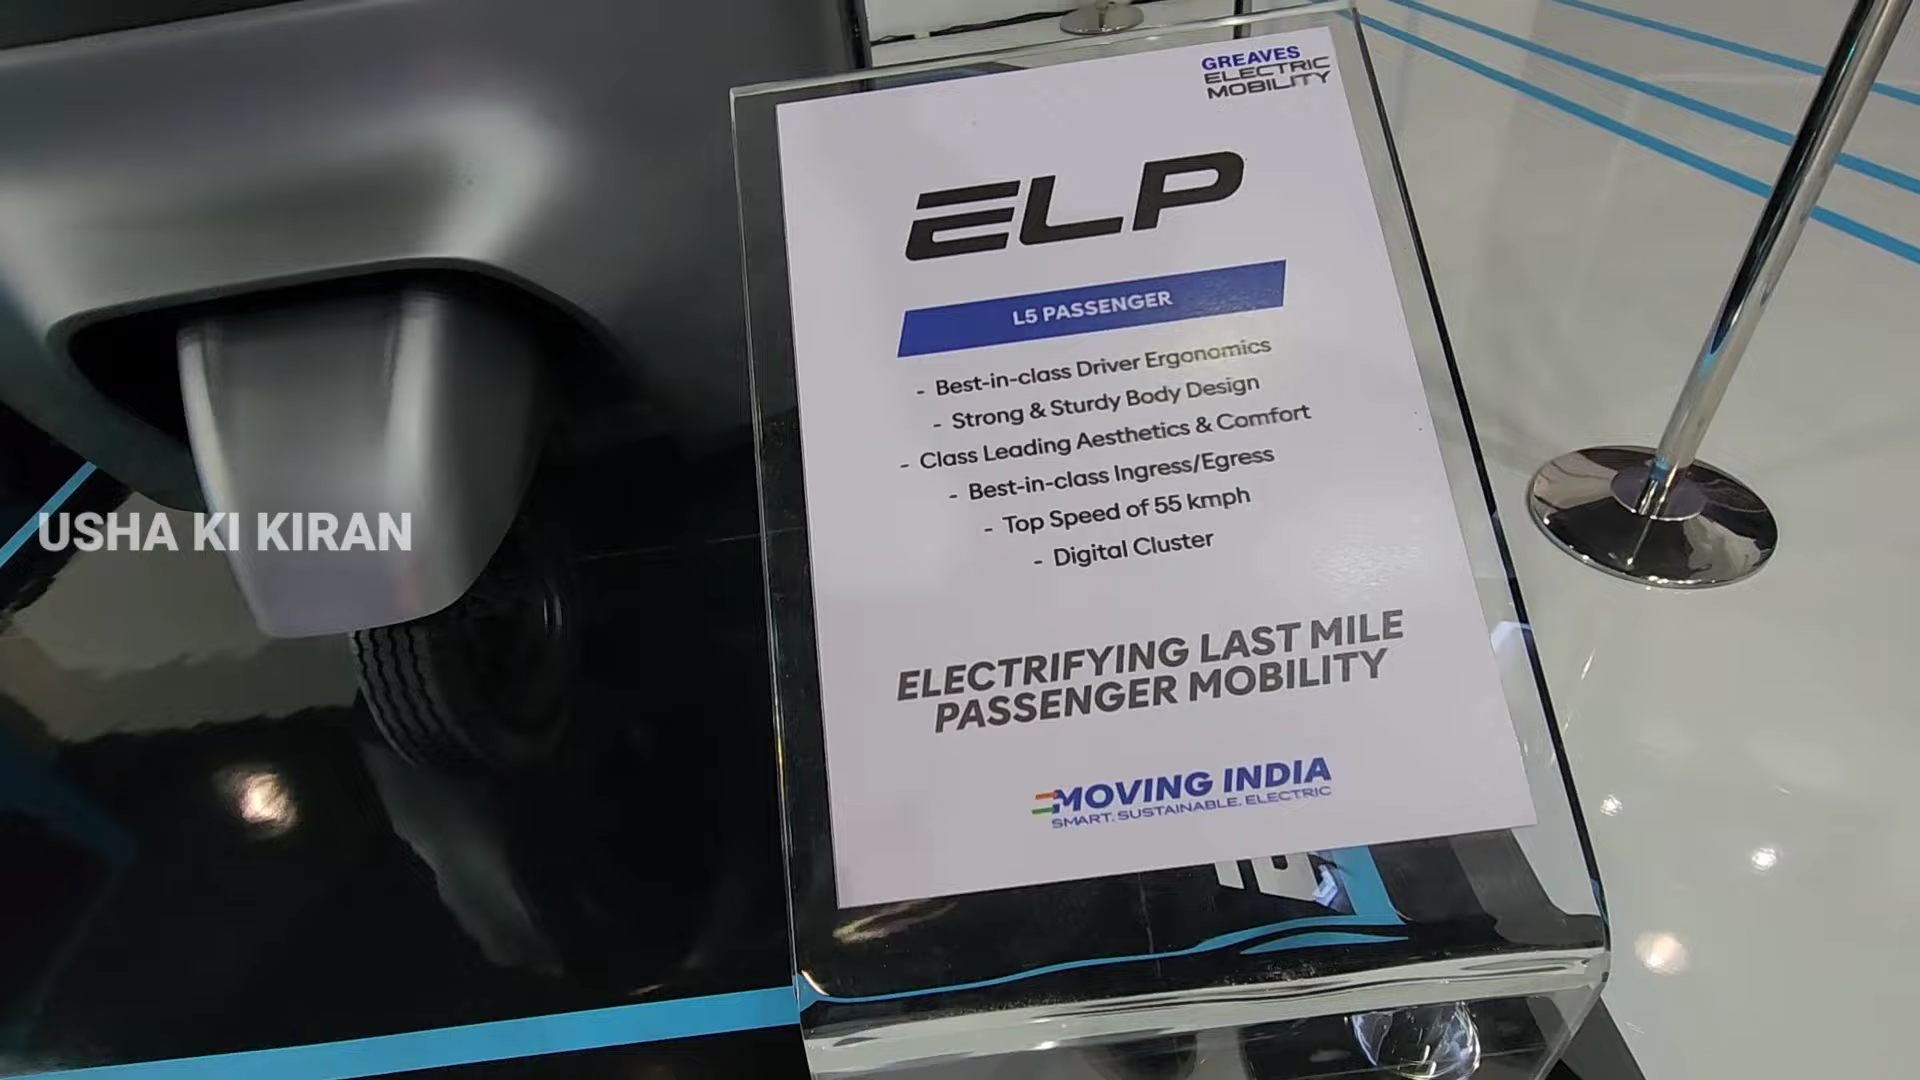 GREAVES
ELECTRIC
MOBILITY
ELP
L5 PASSENGER
- Best-in-class Driver Ergonomics
- Strong & Sturdy Body Design
- Class Leading Aesthetics & Comfort
- Best-in-class Ingress/Egress
- Top Speed of 55 kmph
- Digital Cluster
USHA KI KIRAN
ELECTRIFYING LAST MILE
PASSENGER MOBILITY
MOVING INDIA
SMART. SUSTAINABLE. ELECTRIC